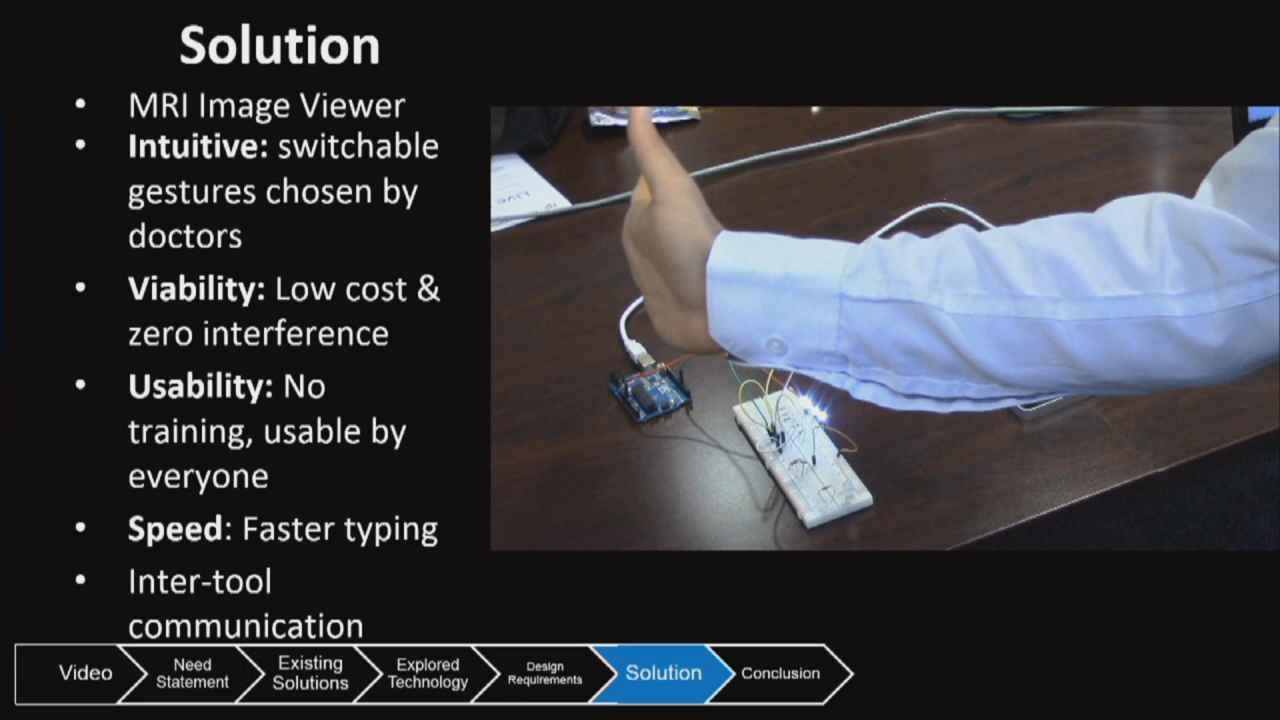 Solution
• MRI Image Viewer
• Intuitive: switchable
gestures chosen by
doctors
• Viability: Low cost &
zero interference
• Usability: No
training, usable by
everyone
• Speed: Faster typing
• Inter-tool
communication
Video
Need
Statement
Existing
Solutions
Explored
Technology
Design
Requirements
Solution
Conclusion